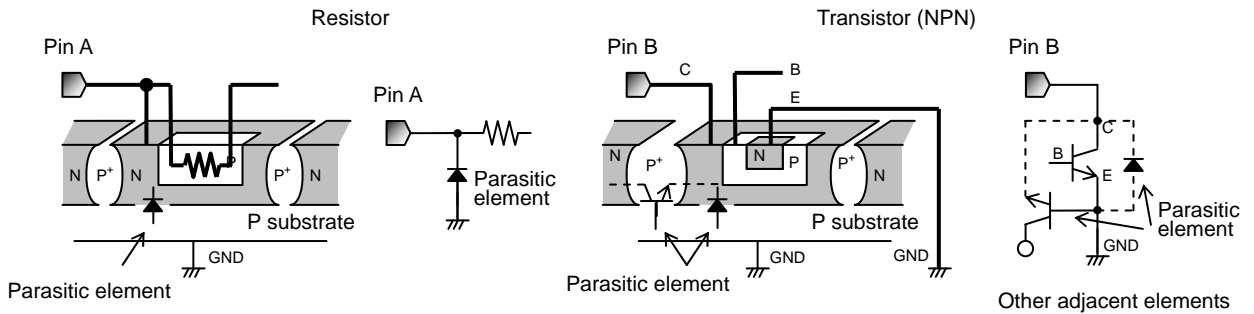 Resistor
Transistor (NPN)
Pin A
Pin B
Pin B
C
B
E
Pin A
C
N
P+
N
P
P+
N
N
P+
N
P
P+
N
B
E
Parasitic
element
P substrate
P substrate
Parasitic
element
GND
GND
GND
GND
Parasitic element
Parasitic element
Other adjacent elements